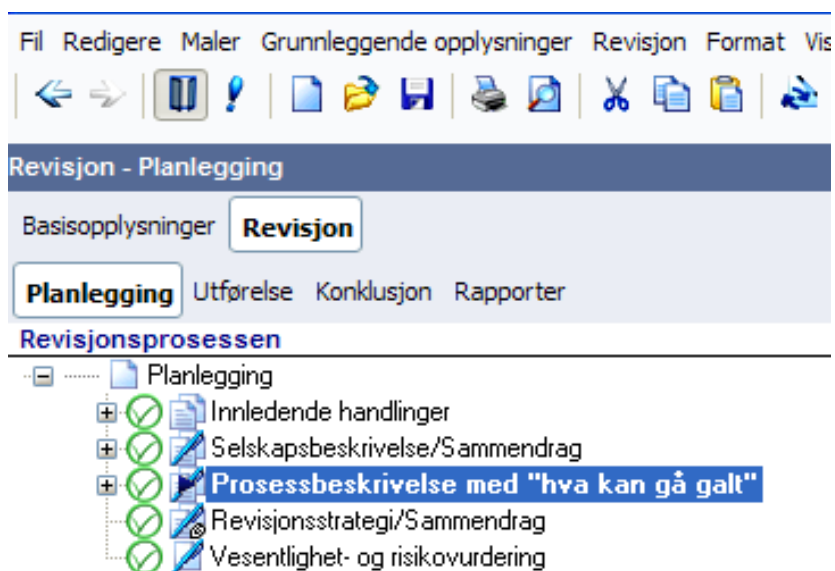 Fil Redigere Maler Grunnleggende opplysninger Revisjon Format Vis
Revisjon - Planlegging
Basisopplysninger Revisjon
Planlegging Utførelse Konklusjon Rapporter
Revisjonsprosessen
Planlegging
Innledende handlinger
Selskapsbeskrivelse/Sammendrag
Prosessbeskrivelse med "hva kan gå galt"
Revisjonsstrategi/Sammendrag
Vesentlighet- og risikovurdering